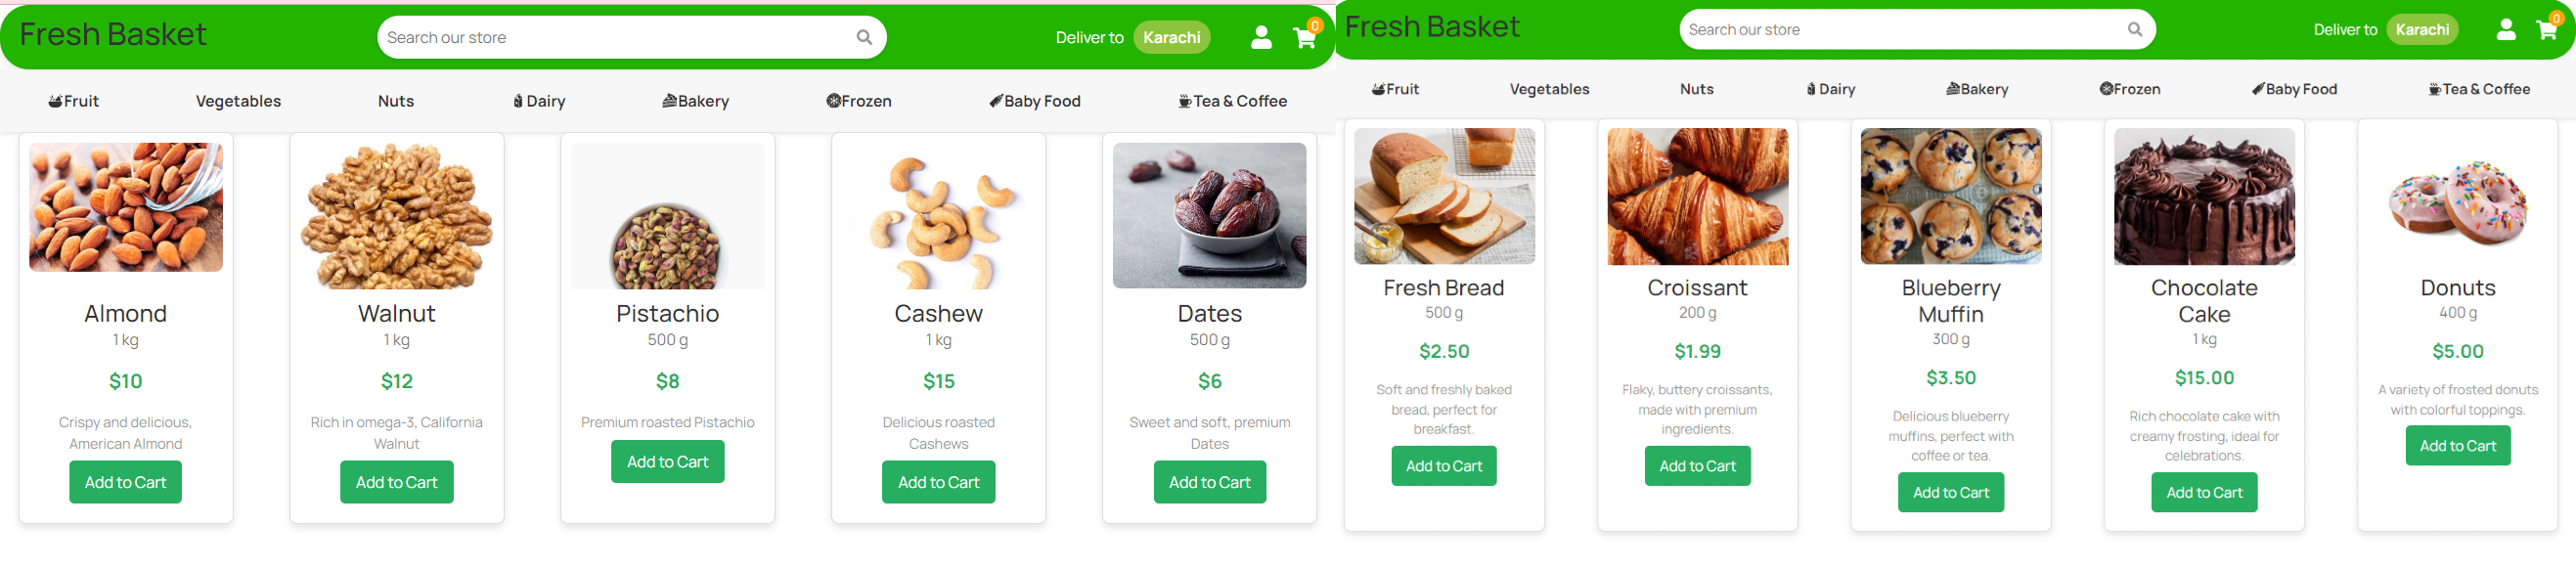 Fresh Basket
Search our store
Deliver to Karachi
0
Fruit Vegetables Nuts Dairy Bakery Frozen Baby Food Tea & Coffee
Almond
1 kg
$10
Crispy and delicious,
American Almond
Add to Cart
Walnut
1 kg
$12
Rich in omega-3, California
Walnut
Add to Cart
Pistachio
500 g
$8
Premium roasted Pistachio
Add to Cart
Cashew
1 kg
$15
Delicious roasted
Cashews
Add to Cart
Dates
500 g
$6
Sweet and soft, premium
Dates
Add to Cart
Fresh Basket
Search our store
Deliver to Karachi
0
Fruit Vegetables Nuts Dairy Bakery Frozen Baby Food Tea & Coffee
Fresh Bread
500 g
$2.50
Soft and freshly baked
bread, perfect for
breakfast.
Add to Cart
Croissant
200 g
$1.99
Flaky, buttery croissants,
made with premium
ingredients.
Add to Cart
Blueberry
Muffin
300 g
$3.50
Delicious blueberry
muffins, perfect with
coffee or tea.
Add to Cart
Chocolate
Cake
1 kg
$15.00
Rich chocolate cake with
creamy frosting, ideal for
celebrations.
Add to Cart
Donuts
400 g
$5.00
A variety of frosted donuts
with colorful toppings.
Add to Cart